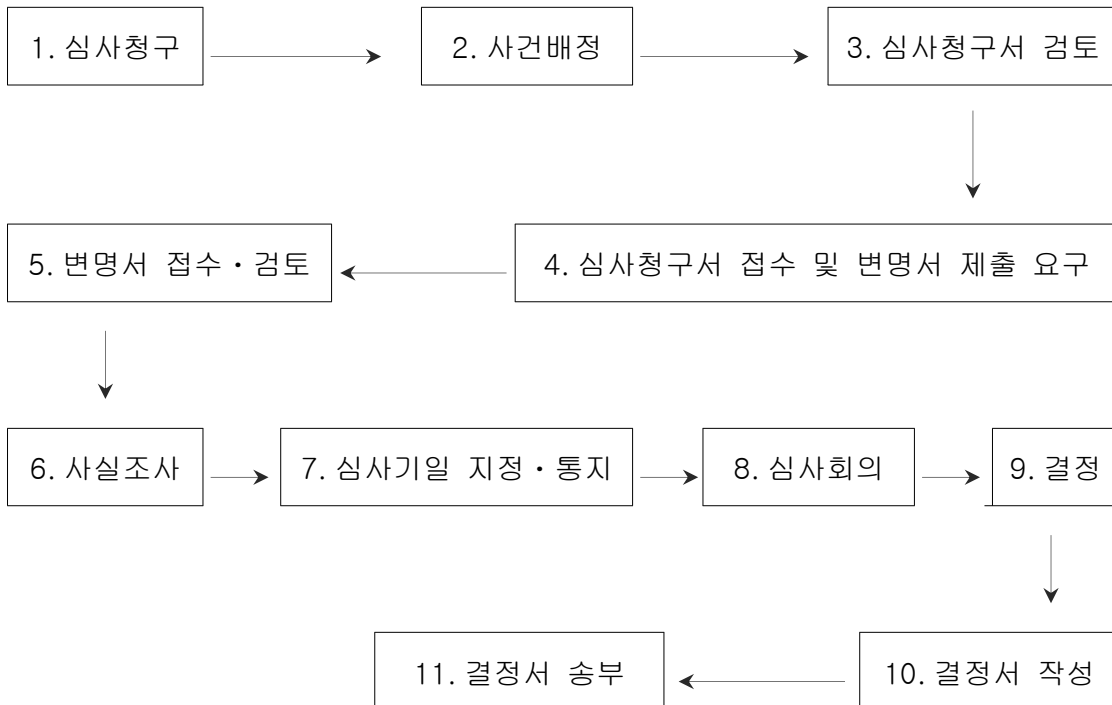 1. 심사청구
2. 사건배정
3. 심사청구서 검토
4. 심사청구서 접수 및 변명서 제출 요구
5. 변명서 접수·검토
6. 사실조사
7. 심사기일 지정·통지
8. 심사회의
9. 결정
10. 결정서 작성
11. 결정서 송부